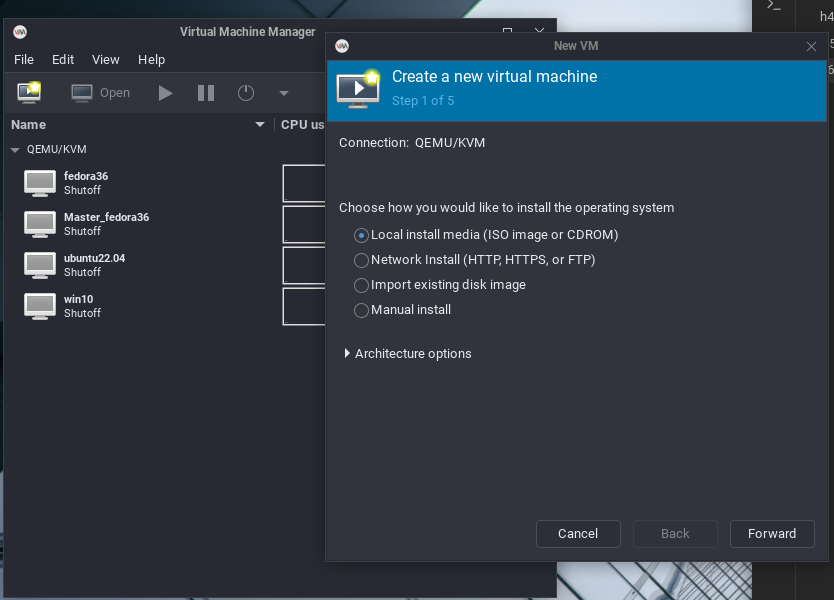 Virtual Machine Manager
File Edit View Help
Open
Name CPU us
QEMU/KVM
fedora36
Shutoff
Master_fedora36
Shutoff
ubuntu22.04
Shutoff
win10
Shutoff
New VM
Create a new virtual machine
Step 1 of 5
Connection: QEMU/KVM
Choose how you would like to install the operating system
Local install media (ISO image or CDROM)
Network Install (HTTP, HTTPS, or FTP)
Import existing disk image
Manual install
Architecture options
Cancel Back Forward
h4